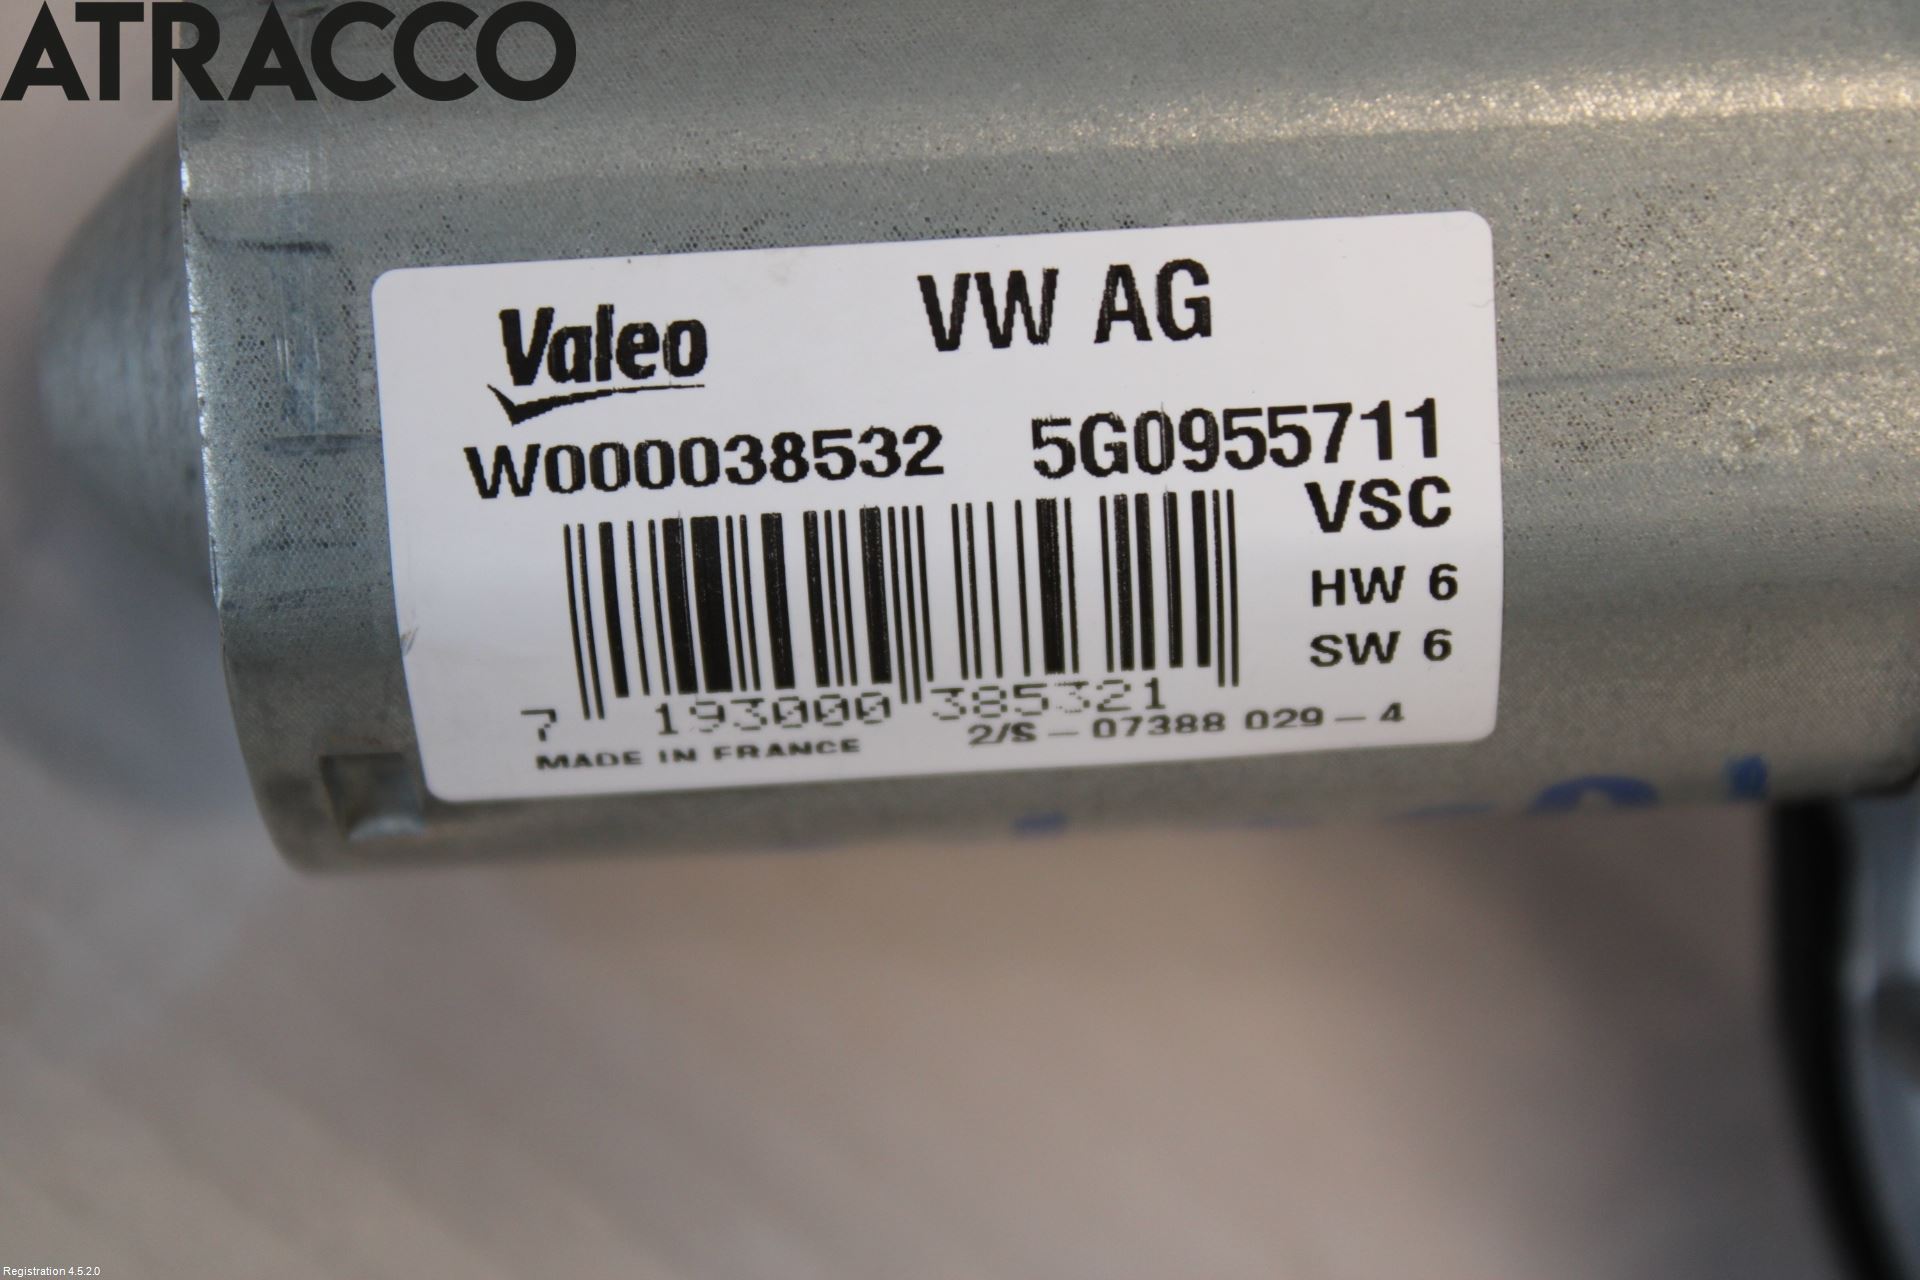 ATRACCO
Valeo VW AG
W000038532 5G0955711
VSC
HW 6
SW 6
7 193000 385321
MADE IN FRANCE 2/S - 07388 029 - 4
Registration 4.5.2.0